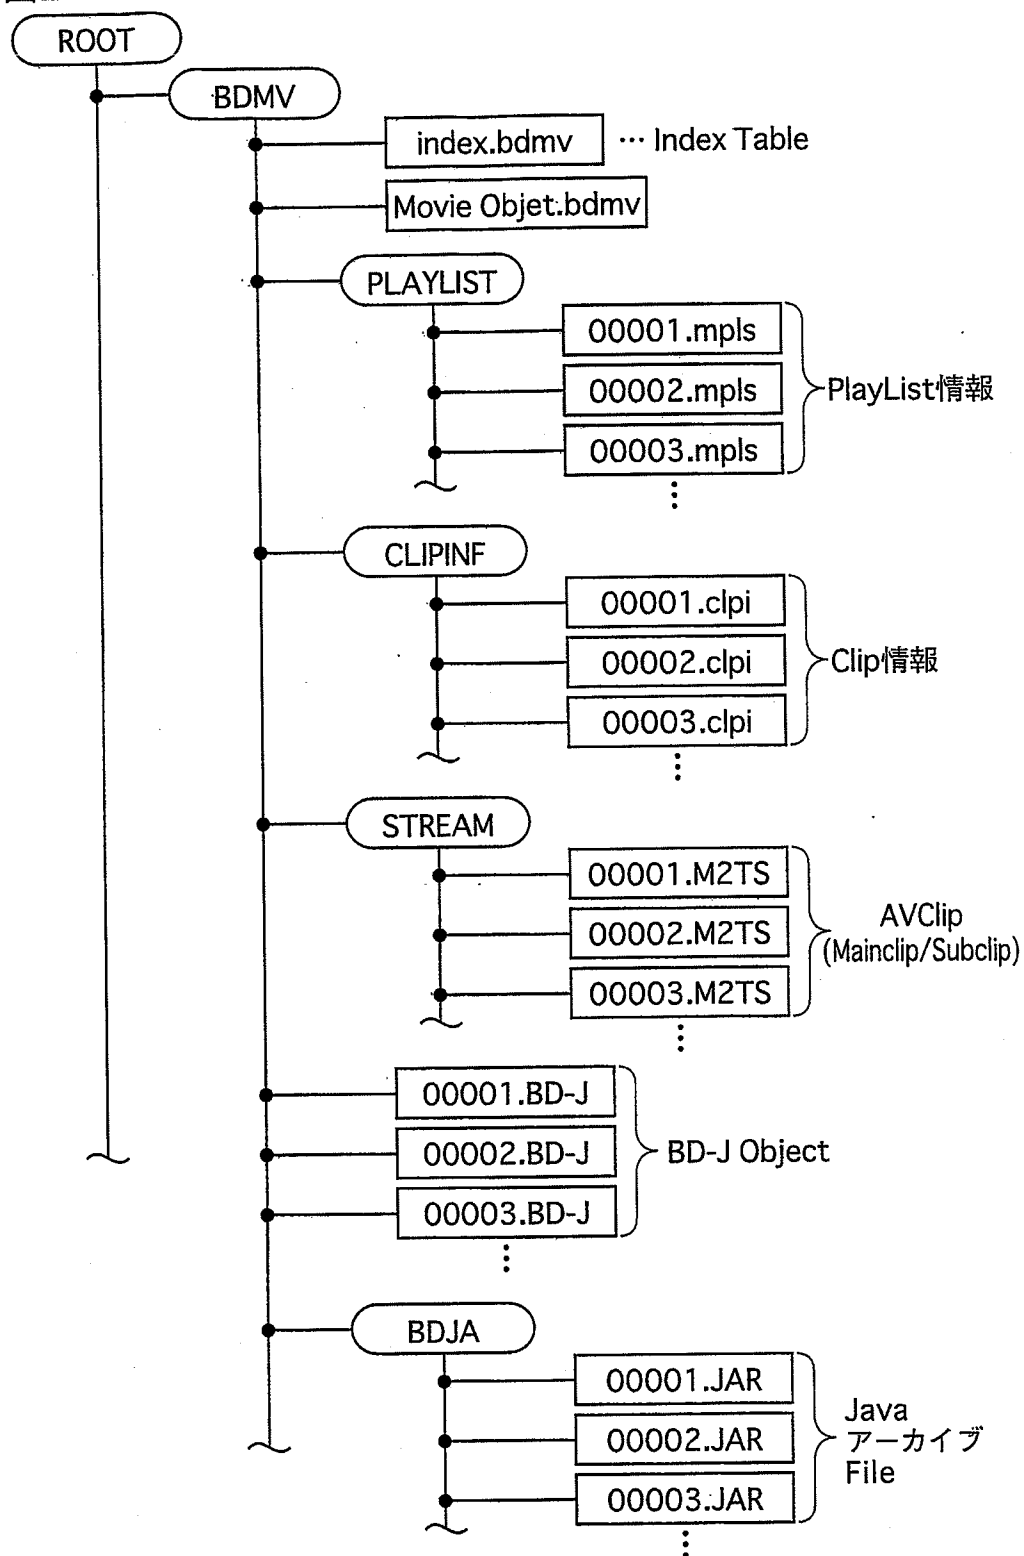 ROOT
BDMV
index.bdmv … Index Table
Movie Objet.bdmv
PLAYLIST
00001.mpls
00002.mpls
PlayList情報
00003.mpls
CLIPINF
00001.clpi
00002.clpi
Clip情報
00003.clpi
STREAM
00001.M2TS
00002.M2TS
AVClip
(Mainclip/Subclip)
00003.M2TS
00001.BD-J
00002.BD-J
BD-J Object
00003.BD-J
BDJA
00001.JAR
00002.JAR
Java
アーカイブ
File
00003.JAR